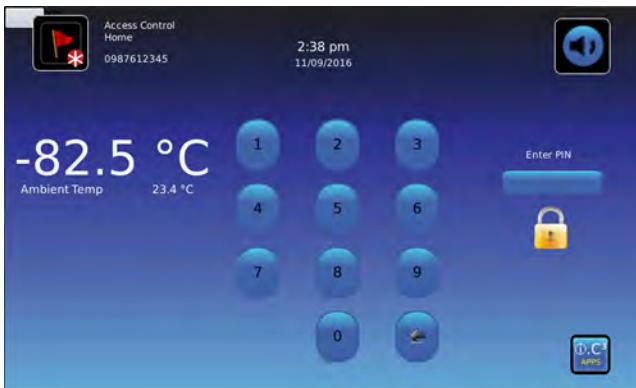 Access Control
Home
0987612345
2:38 pm
11/09/2016
-82.5 °C
Ambient Temp 23.4 °C
Enter PIN
1 2 3
4 5 6
7 8 9
0
i.C³
APPS